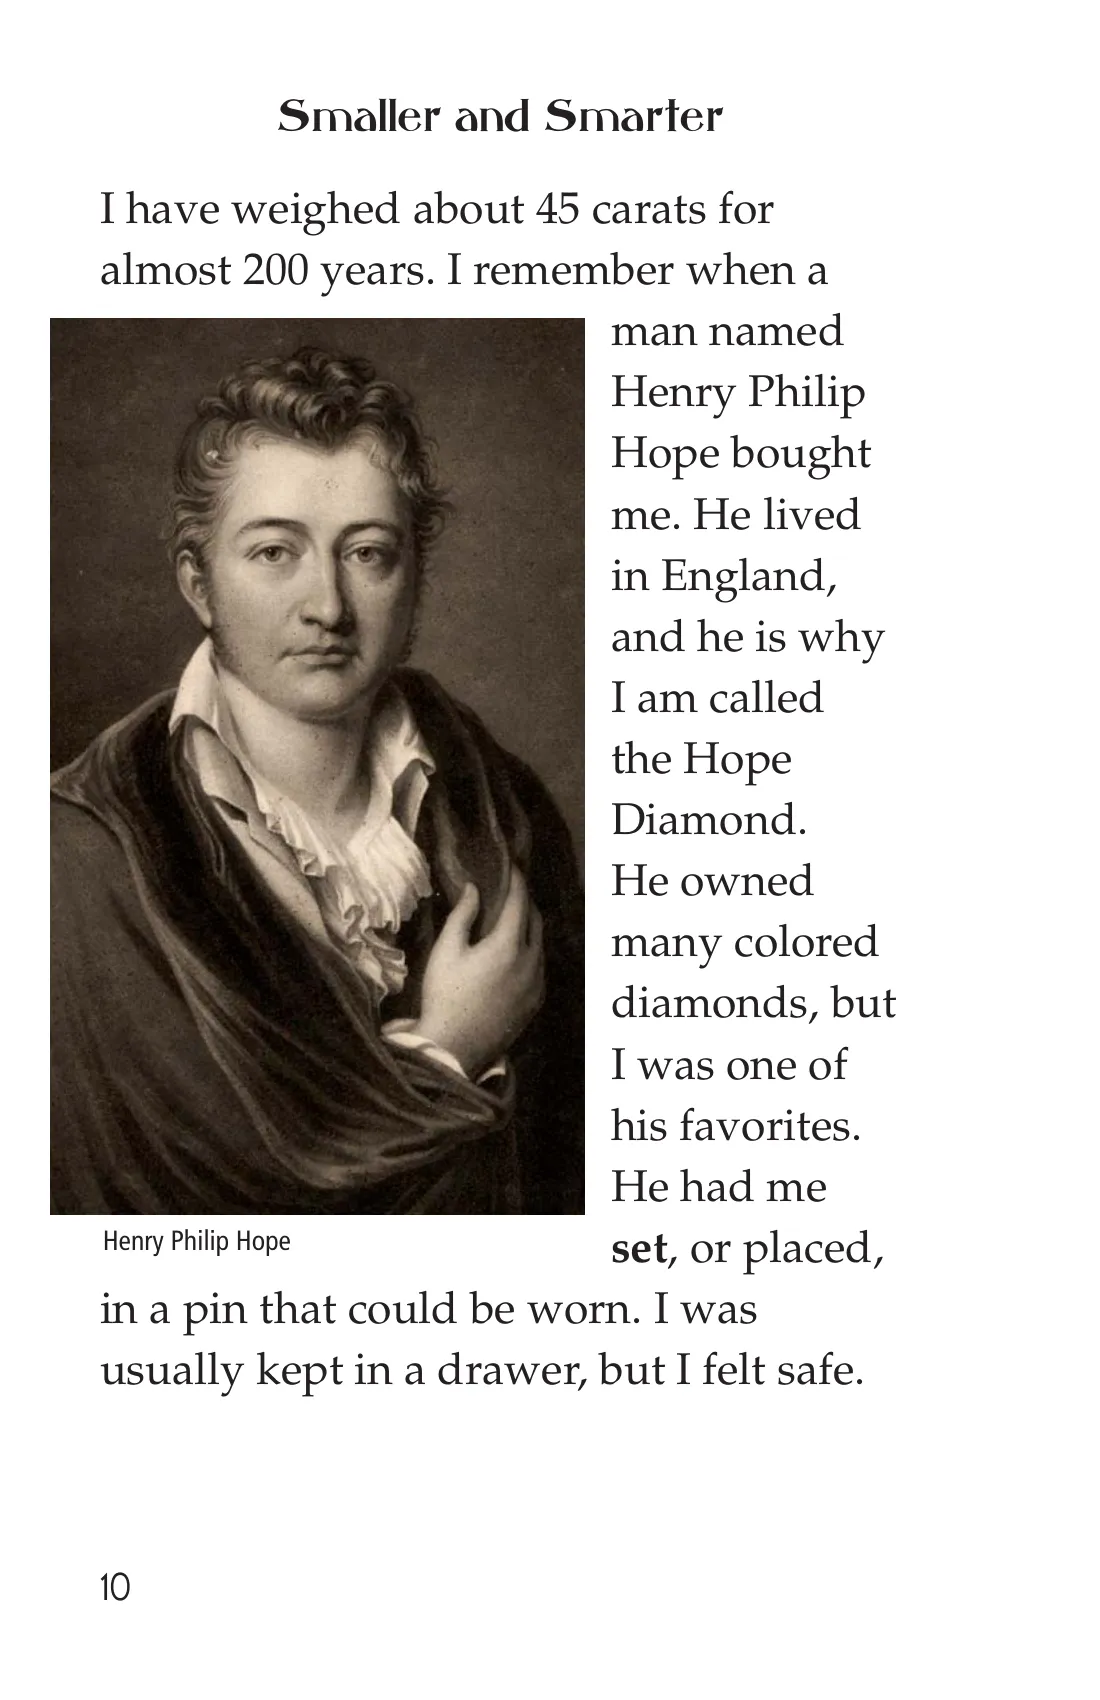 Smaller and Smarter
I have weighed about 45 carats for
almost 200 years. I remember when a
man named
Henry Philip
Hope bought
me. He lived
in England,
and he is why
I am called
the Hope
Diamond.
He owned
many colored
diamonds, but
I was one of
his favorites.
He had me
set, or placed,
in a pin that could be worn. I was
usually kept in a drawer, but I felt safe.
Henry Philip Hope
10